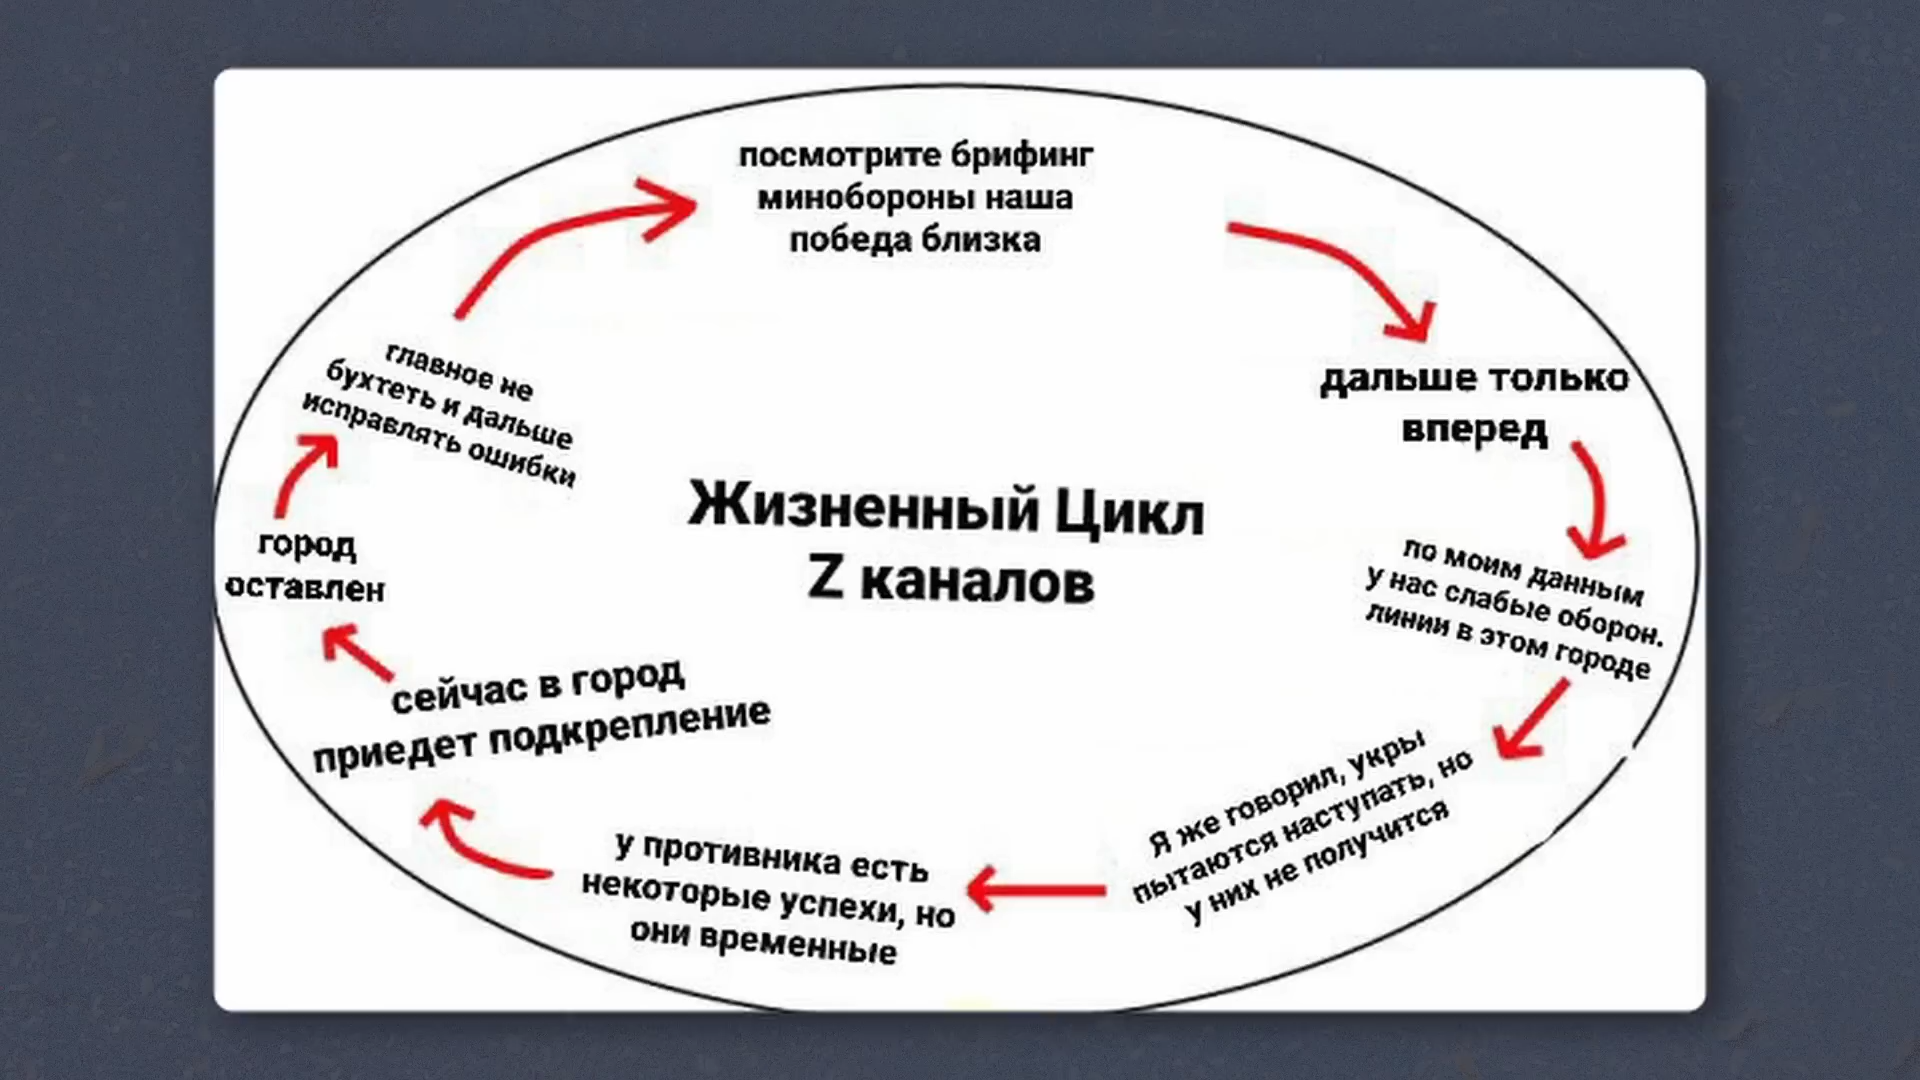 посмотрите брифинг
минобороны наша
победа близка
дальше только
вперед
по моим данным
у нас слабые оборон.
линии в этом городе
Я же говорил, укры
пытаются наступать, но
у них не получится
у противника есть
некоторые успехи, но
они временные
сейчас в город
приедет подкрепление
город
оставлен
главное не
бухтеть и дальше
исправлять ошибки
Жизненный Цикл
Z каналов